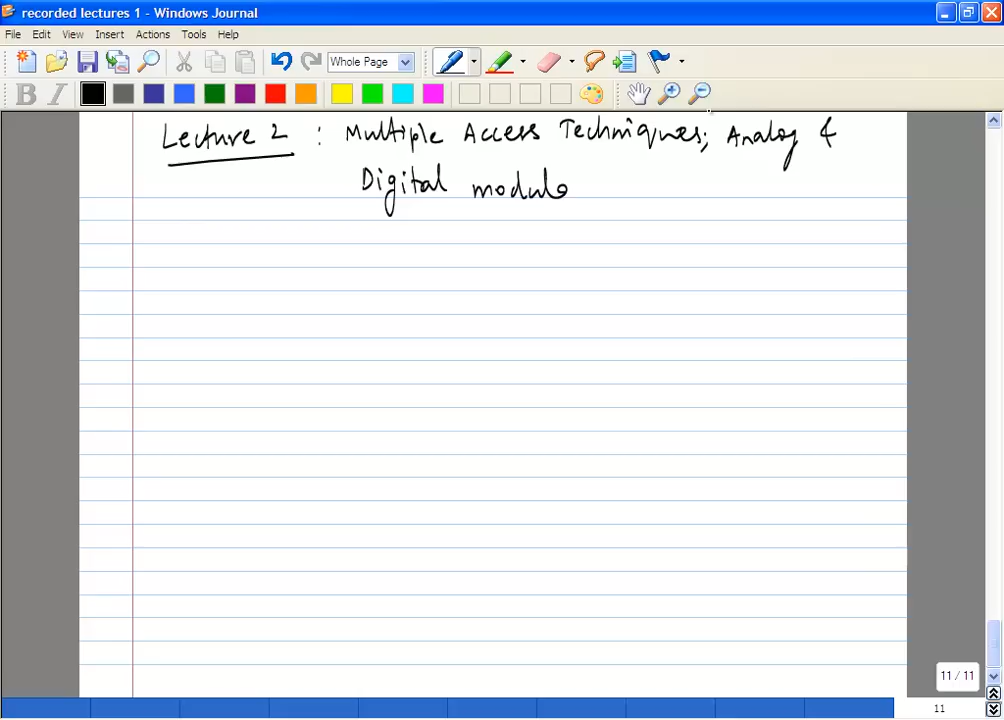 recorded lectures 1 - Windows Journal
File Edit View Insert Actions Tools Help
Whole Page
B I
Lecture 2 : Multiple Access Techniques; Analog &
Digital module
11 / 11
11